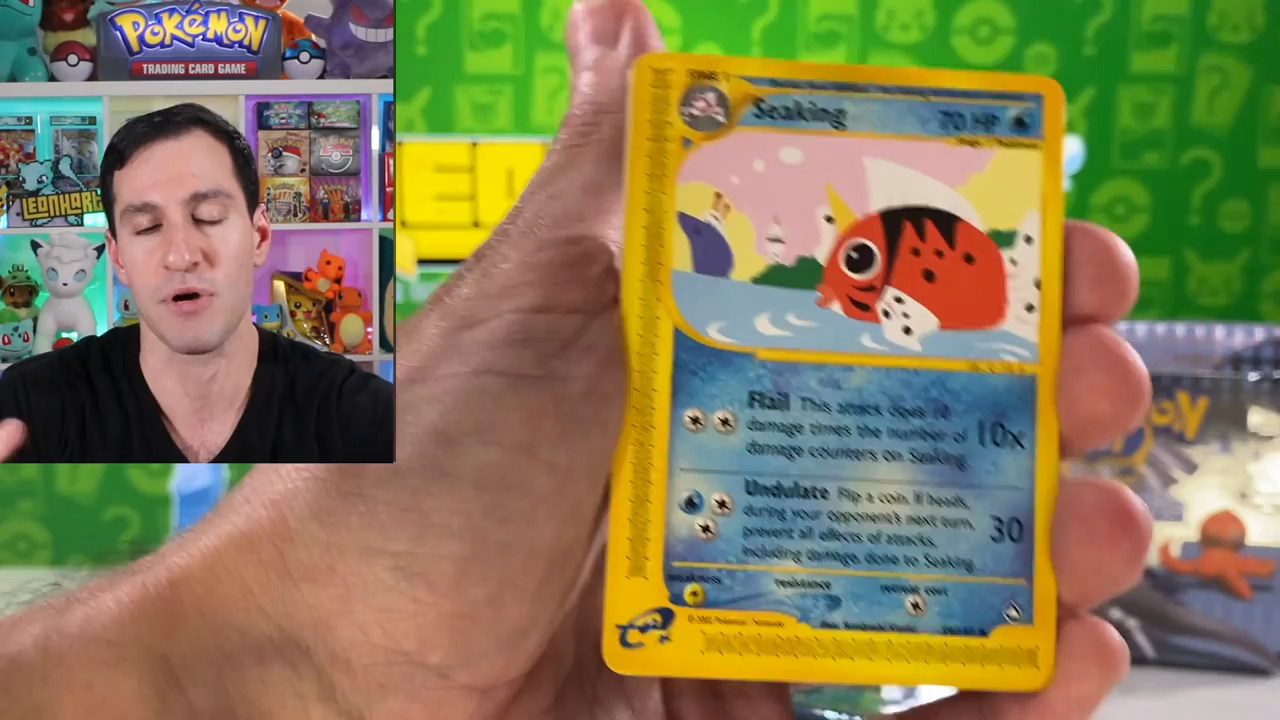 POKéMON
TRADING CARD GAME
LEONHART
Seaking 70 HP
Flail This attack does 10
damage times the number of
damage counters on Seaking.
10x
Undulate Flip a coin. If heads,
during your opponent's next turn,
prevent all effects of attacks,
including damage, done to Seaking.
30
weakness resistance retreat cost